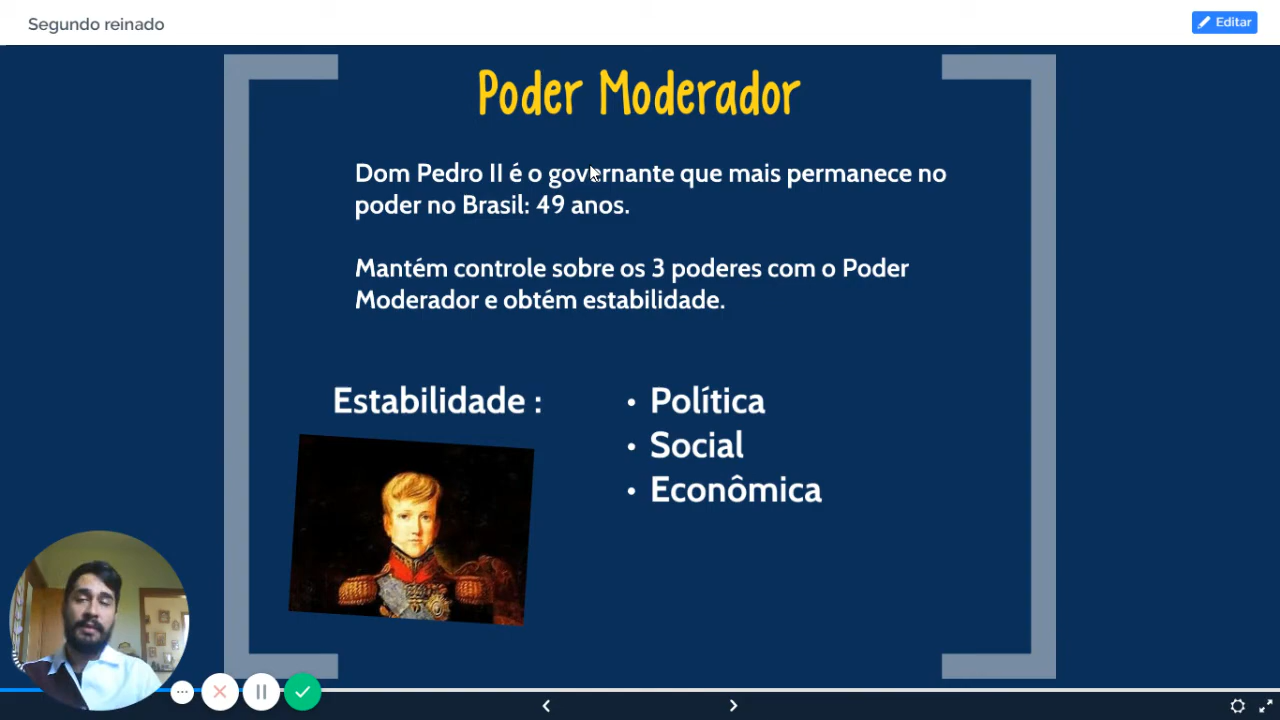 Segundo reinado
Editar
Poder Moderador
Dom Pedro II é o governante que mais permanece no
poder no Brasil: 49 anos.
Mantém controle sobre os 3 poderes com o Poder
Moderador e obtém estabilidade.
Estabilidade :
• Política
• Social
• Econômica